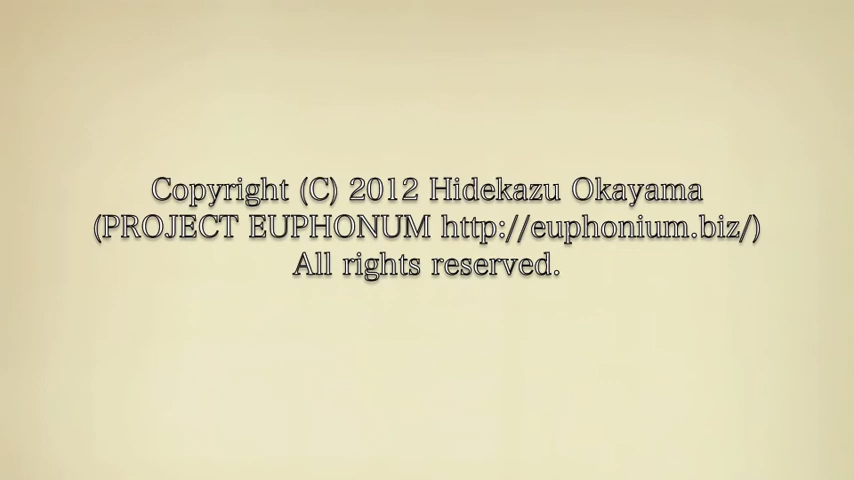 Copyright (C) 2012 Hidekazu Okayama
(PROJECT EUPHONUM http://euphonium.biz/)
All rights reserved.